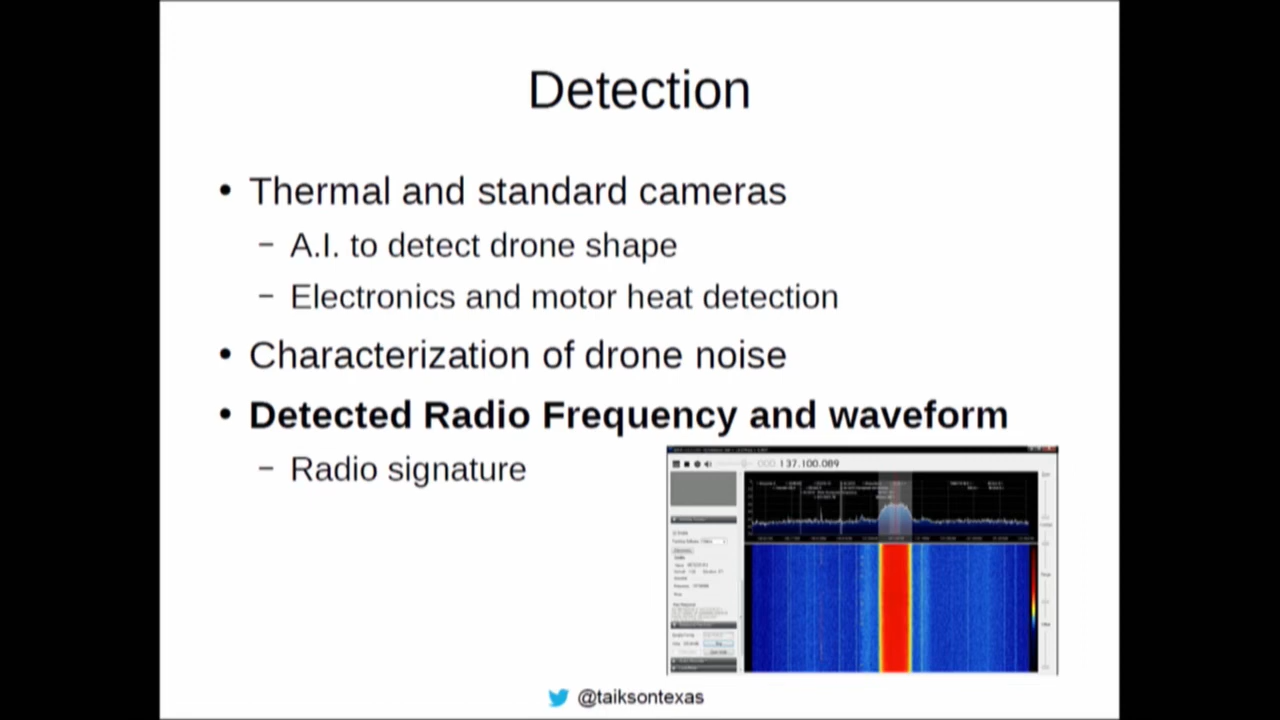 Detection
• Thermal and standard cameras
– A.I. to detect drone shape
– Electronics and motor heat detection
• Characterization of drone noise
• Detected Radio Frequency and waveform
– Radio signature
000.137.100.089
@taiksontexas